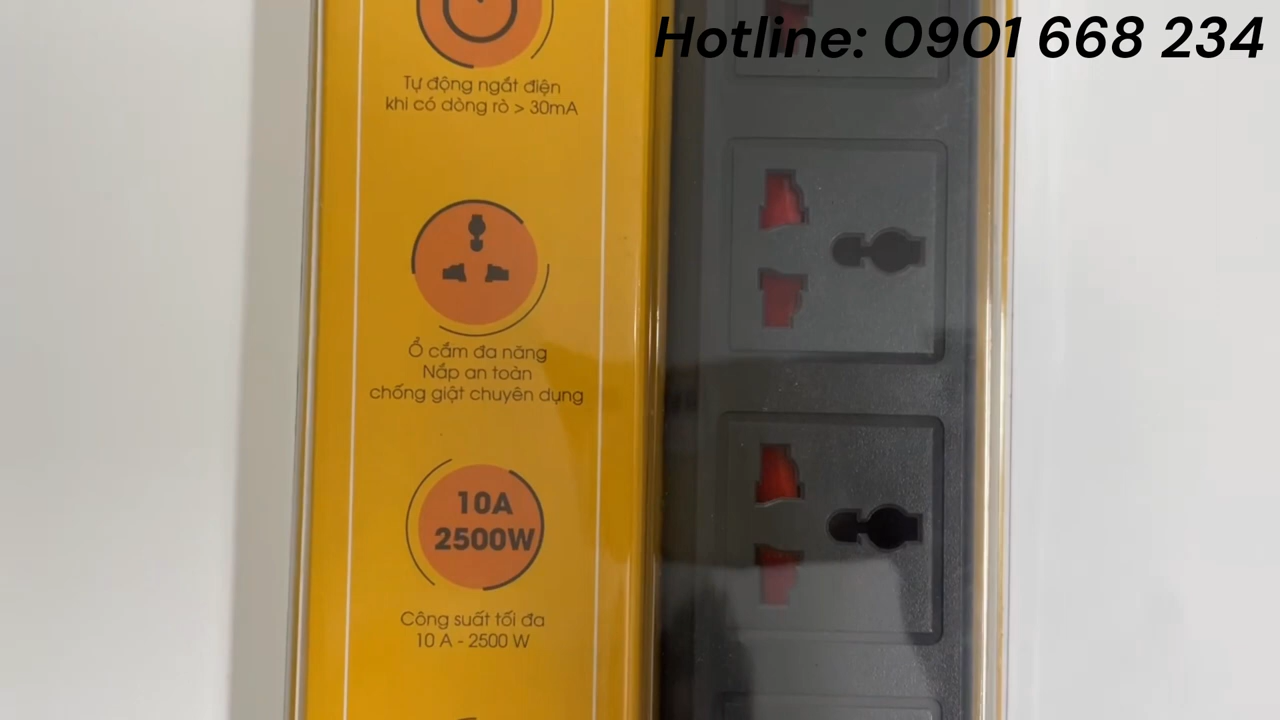 Hotline: 0901 668 234
Tự động ngắt điện
khi có dòng rò > 30mA
Ổ cắm đa năng
Nắp an toàn
chống giật chuyên dụng
10A
2500W
Công suất tối đa
10 A - 2500 W